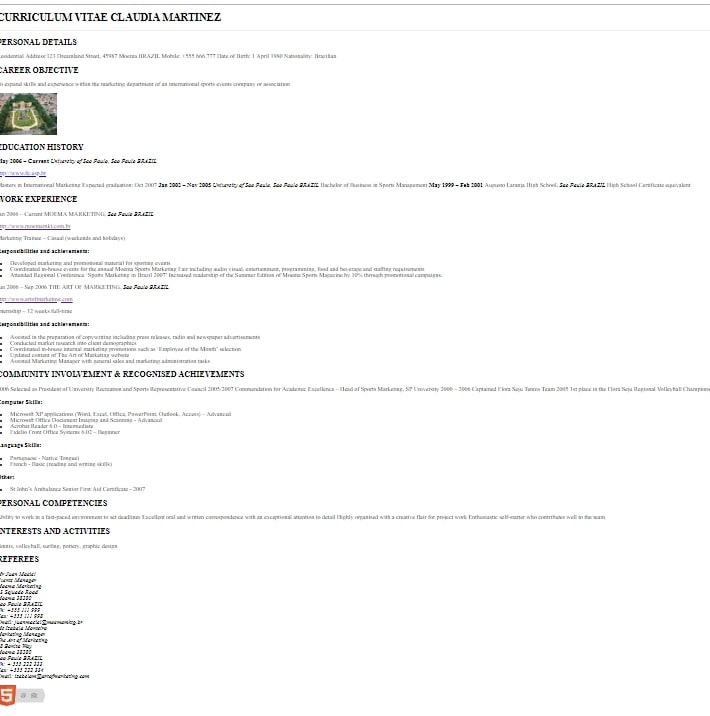 CURRICULUM VITAE CLAUDIA MARTINEZ
PERSONAL DETAILS
Residential Address 123 Dreamland Street, 45987 Moema BRAZIL Mobile: +555 666 777 Date of Birth: 1 April 1980 Nationality: Brazilian
CAREER OBJECTIVE
To expand skills and experience within the marketing department of an international sports events company or association
EDUCATION HISTORY
May 2006 – Current University of Sao Paulo, Sao Paulo BRAZIL
Masters in International Marketing Expected graduation: Oct 2007 Jan 2002 – Nov 2005 University of Sao Paulo, Sao Paulo BRAZIL Bachelor of Business in Sports Management May 1999 – Feb 2001 Augusto Laranja High School, Sao Paulo BRAZIL High School Certificate equivalent
WORK EXPERIENCE
Jan 2006 – Current MOEMA MARKETING, Sao Paulo BRAZIL
http://www.moemamkt.com.br
Marketing Trainee – Casual (weekends and holidays)
Responsibilities and achievements:
Developed marketing and promotional material for sporting events
Coordinated in-house events for the annual Moema Sports Marketing Fair including audio visual, entertainment, programming, food and beverage and staffing requirements
Attended Regional Conference 'Sports Marketing in Brazil 2007' Increased readership of the Summer Edition of Moema Sports Magazine by 10% through promotional campaigns.
2006 – Sep 2006 THE ART OF MARKETING, Sao Paulo BRAZIL
http://www.artofmarketing.com
Internship – 12 weeks full-time
Responsibilities and achievements:
Assisted in the preparation of copywriting including press releases, radio and newspaper advertisements
Conducted market research into client demographics
Coordinated in-house internal marketing promotions such as 'Employee of the Month' selection
Updated content of The Art of Marketing website
Assisted Marketing Manager with general sales and marketing administration tasks
COMMUNITY INVOLVEMENT & RECOGNISED ACHIEVEMENTS
2006 Selected as President of University Recreation and Sports Representative Council 2005/2007 Commendation for Academic Excellence – Head of Sports Marketing, SP University 2000 – 2006 Captained Flora Seju Tennis Team 2005 1st place in the Flora Seju Regional Volleyball
Computer Skills:
Microsoft XP applications (Word, Excel, Office, PowerPoint, Outlook, Access) – Advanced
Microsoft Office Document Imaging and Scanning - Advanced
Acrobat Reader 6.0 – Intermediate
Fidelio Front Office Systems 6.02 – Beginner
Language Skills:
Portuguese - Native Tongue)
French - Basic (reading and writing skills)
Other:
St John's Ambulance Senior First Aid Certificate - 2007
PERSONAL COMPETENCIES
Ability to work in a fast-paced environment to set deadlines Excellent oral and written correspondence with an exceptional attention to detail Highly organised with a creative flair for project work Enthusiastic self-starter who contributes well to the team
INTERESTS AND ACTIVITIES
Tennis, volleyball, surfing, pottery, graphic design
REFEREES
Mr Juan Maciel
Events Manager
Moema Marketing
Road
Moema 38280
Sao Paulo BRAZIL
Ph: +555 111 999
Fax: +555 111 998
Email: juanmaciel@moemamktg.br
Ms Izabela Monteiro
Marketing Manager
The Art of Marketing
Bonita Way
Moema 38280
Sao Paulo BRAZIL
Ph: + 555 222 333
Fax: +555 222 334
Email: izabelam@artofmarketing.com
5